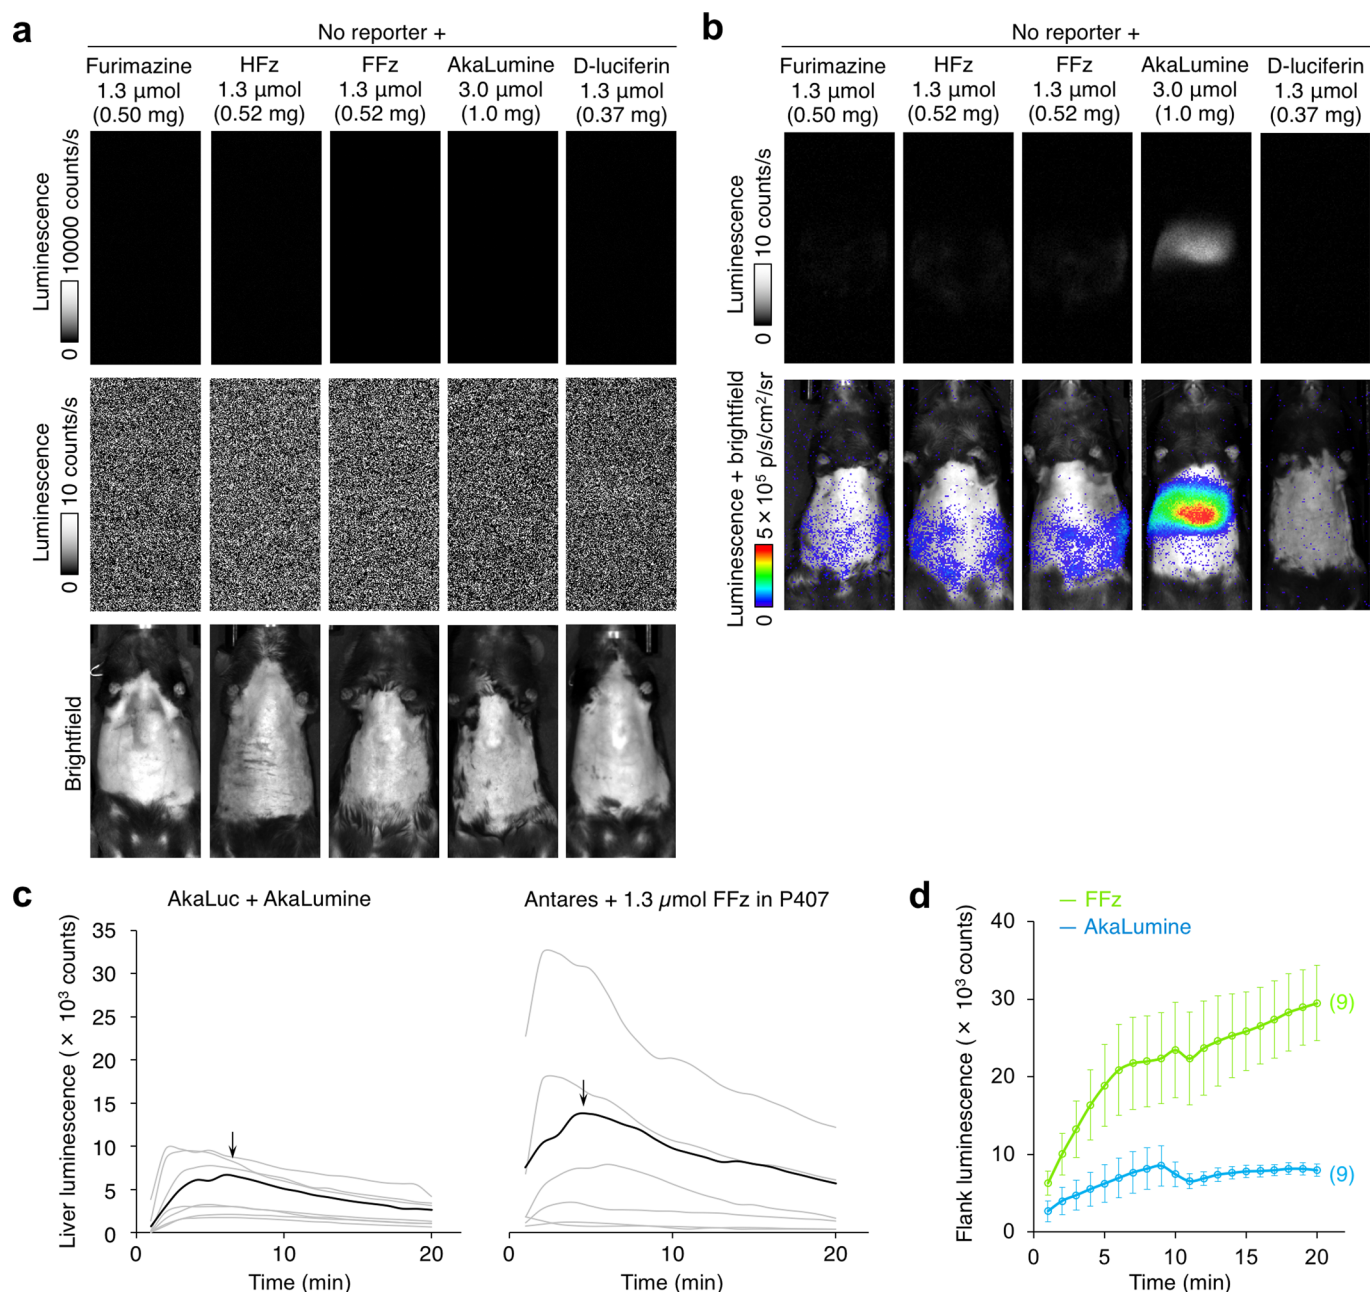 a
No reporter +
Furimazine
1.3 µmol
(0.50 mg)
HFz
1.3 µmol
(0.52 mg)
FFz
1.3 µmol
(0.52 mg)
AkaLumine
3.0 µmol
(1.0 mg)
D-luciferin
1.3 µmol
(0.37 mg)
Luminescence
0 10000 counts/s
Luminescence
0 10 counts/s
Brightfield
b
No reporter +
Furimazine
1.3 µmol
(0.50 mg)
HFz
1.3 µmol
(0.52 mg)
FFz
1.3 µmol
(0.52 mg)
AkaLumine
3.0 µmol
(1.0 mg)
D-luciferin
1.3 µmol
(0.37 mg)
Luminescence
0 10 counts/s
Luminescence + brightfield
0 5 × 10⁵ p/s/cm²/sr
c
AkaLuc + AkaLumine
Liver luminescence (× 10³ counts)
35
30
25
20
15
10
5
0
0 10 20
Time (min)
Antares + 1.3 µmol FFz in P407
0 10 20
Time (min)
d
FFz
AkaLumine
Flank luminescence (× 10³ counts)
40
30
20
10
0
(9)
(9)
0 5 10 15 20
Time (min)